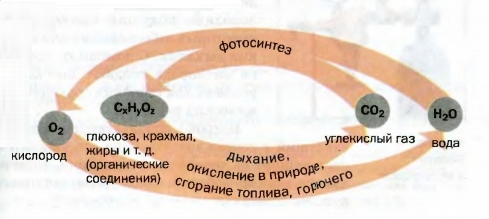 фотосинтез
O₂
CₓHᵧO_z
CO₂
H₂O
кислород
глюкоза, крахмал,
жиры и т. д.
(органические
соединения)
углекислый газ
вода
дыхание,
окисление в природе,
сгорание топлива, горючего